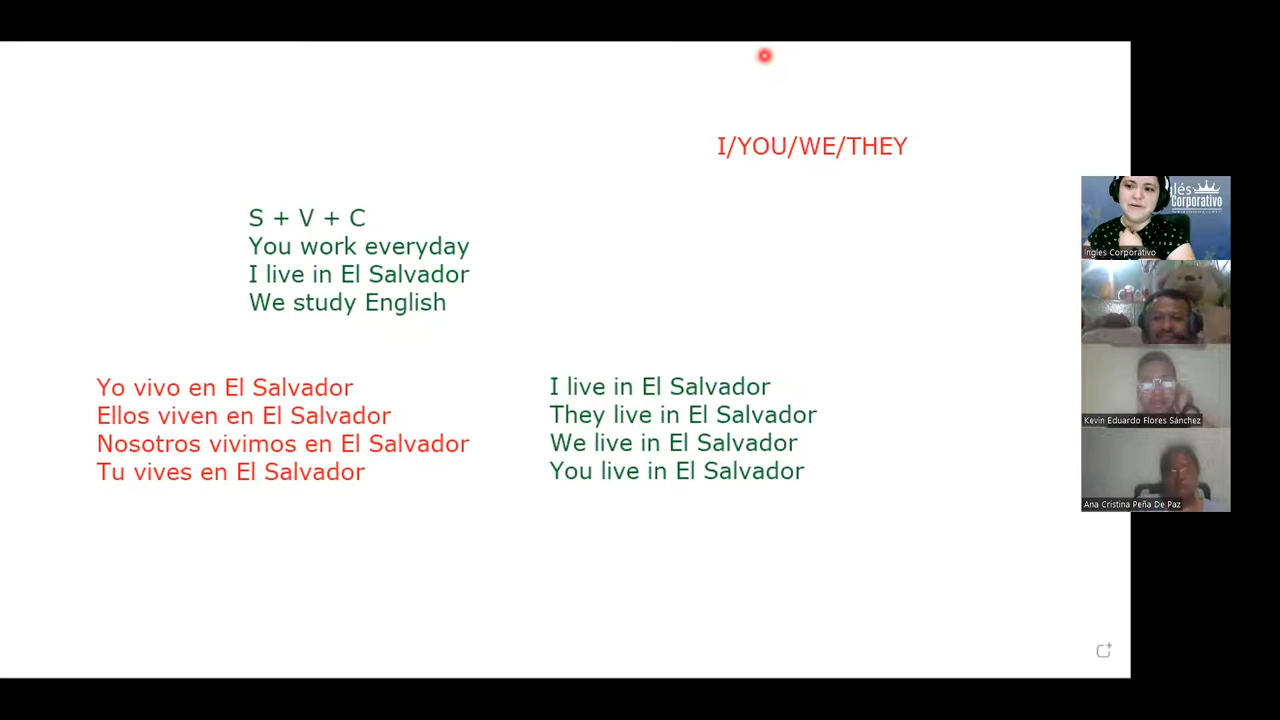 I/YOU/WE/THEY
S + V + C
You work everyday
I live in El Salvador
We study English
Yo vivo en El Salvador
Ellos viven en El Salvador
Nosotros vivimos en El Salvador
Tu vives en El Salvador
I live in El Salvador
They live in El Salvador
We live in El Salvador
You live in El Salvador
lés
Corporativo
Ingles Corporativo
Kevin Eduardo Flores Sánchez
Ana Cristina Peña De Paz